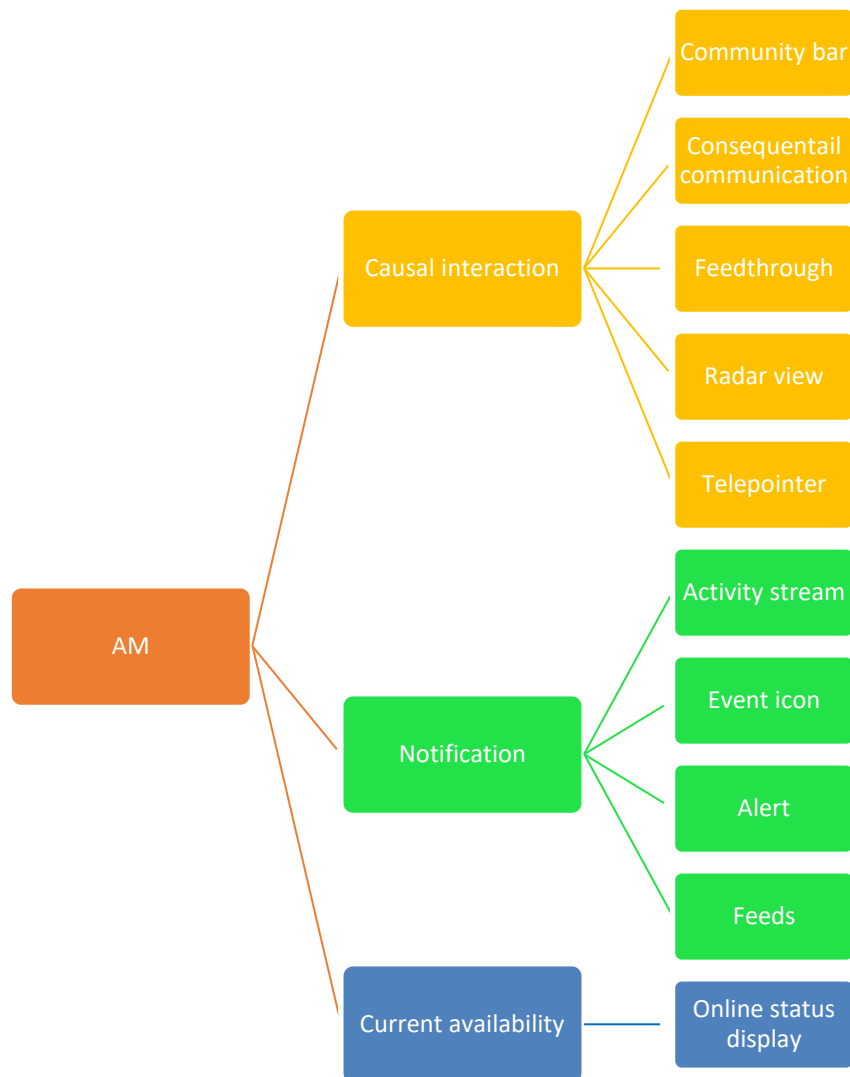 Community bar
Consequentail
communication
Causal interaction
Feedthrough
Radar view
Telepointer
AM
Activity stream
Event icon
Notification
Alert
Feeds
Current availability
Online status
display